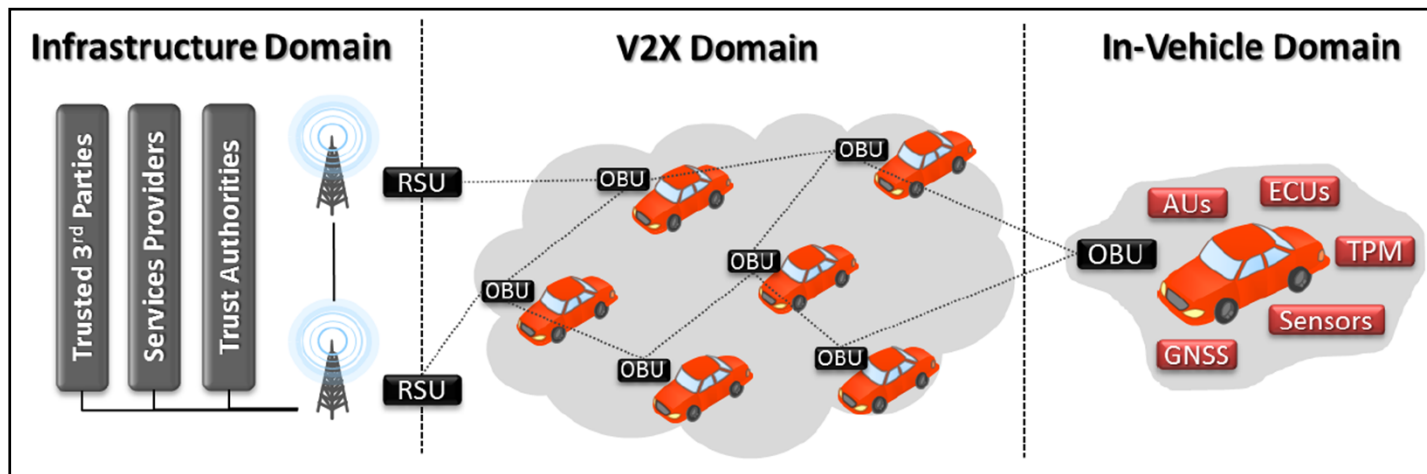 Infrastructure Domain
V2X Domain
In-Vehicle Domain
Trusted 3rd Parties
Services Providers
Trust Authorities
RSU
RSU
OBU
OBU
OBU
OBU
OBU
OBU
OBU
AUs
ECUs
TPM
Sensors
GNSS